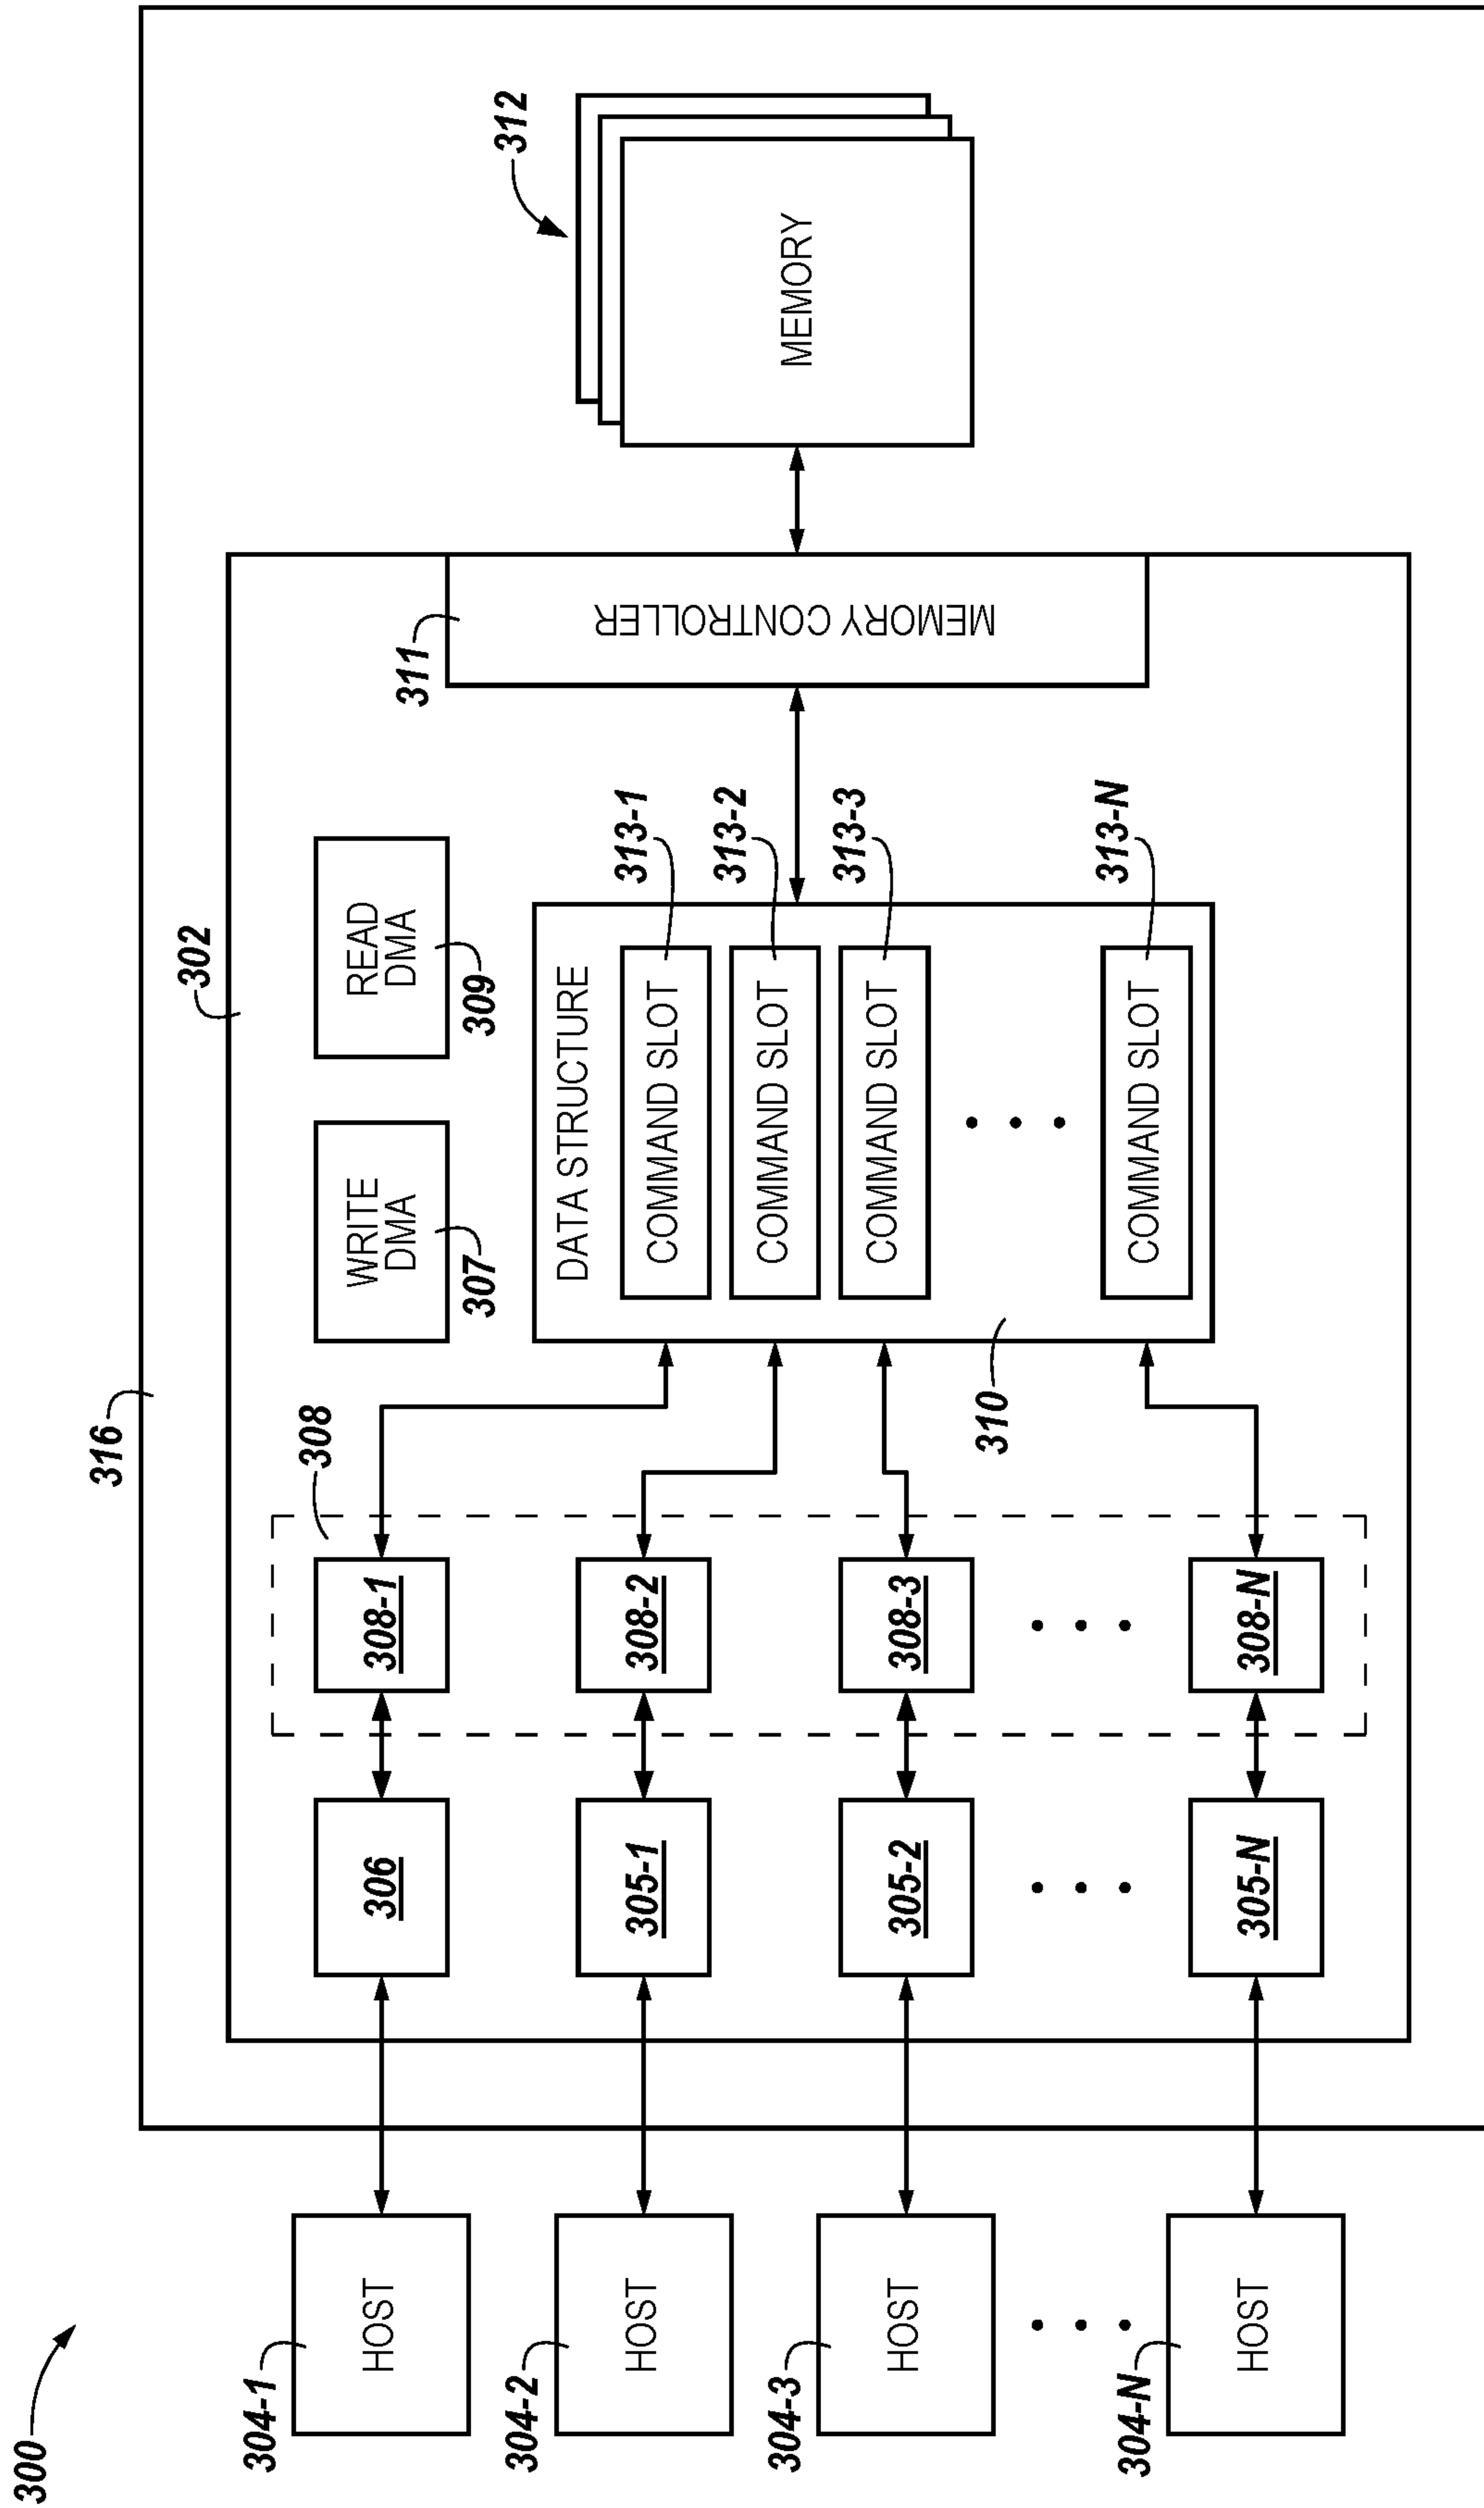 300
316
302
304-1
HOST
304-2
HOST
304-3
HOST
304-N
HOST
306
305-1
305-2
305-N
308
308-1
308-2
308-3
308-N
WRITE
DMA
307
READ
DMA
309
DATA STRUCTURE
COMMAND SLOT
313-1
COMMAND SLOT
313-2
COMMAND SLOT
313-3
COMMAND SLOT
313-N
310
311
MEMORY CONTROLLER
312
MEMORY